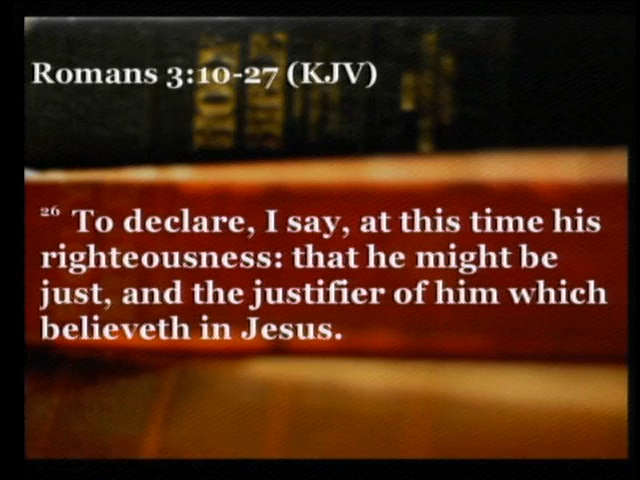 Romans 3:10-27 (KJV)
HOLY
26 To declare, I say, at this time his
righteousness: that he might be
just, and the justifier of him which
believeth in Jesus.